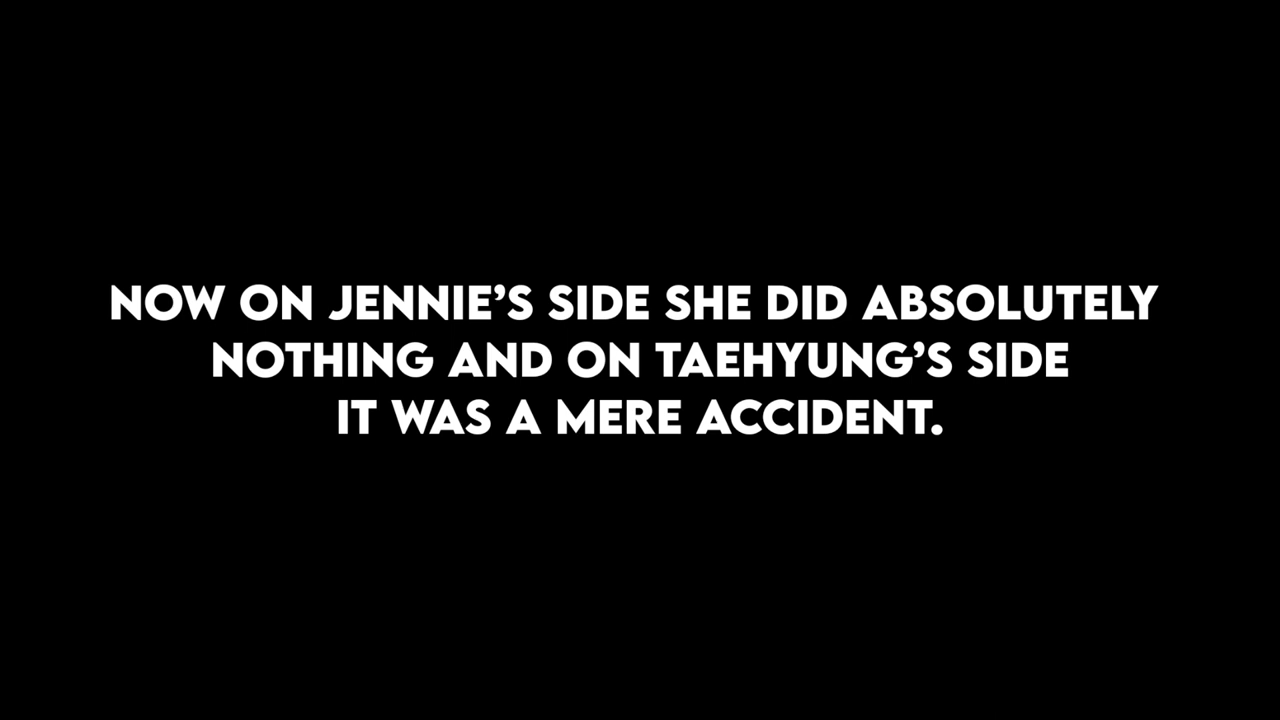 NOW ON JENNIE’S SIDE SHE DID ABSOLUTELY
NOTHING AND ON TAEHYUNG’S SIDE
IT WAS A MERE ACCIDENT.